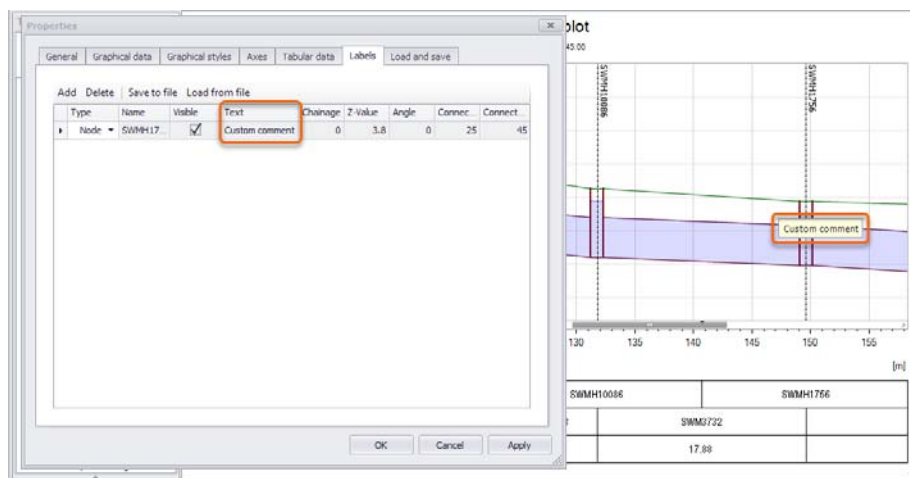 Properties
General Graphical data Graphical styles Axes Tabular data Labels Load and save
Add Delete Save to file Load from file
Type Name Visible Text Chainage Z-Value Angle Connec... Connect...
Node SWMH17... Custom comment 0 3.8 0 25 45
OK Cancel Apply
plot
45.00
SWMH10086
SWMH1756
Custom comment
130 135 140 145 150 155
[m]
SWMH10086 SWMH1756
SWM3732
17.88